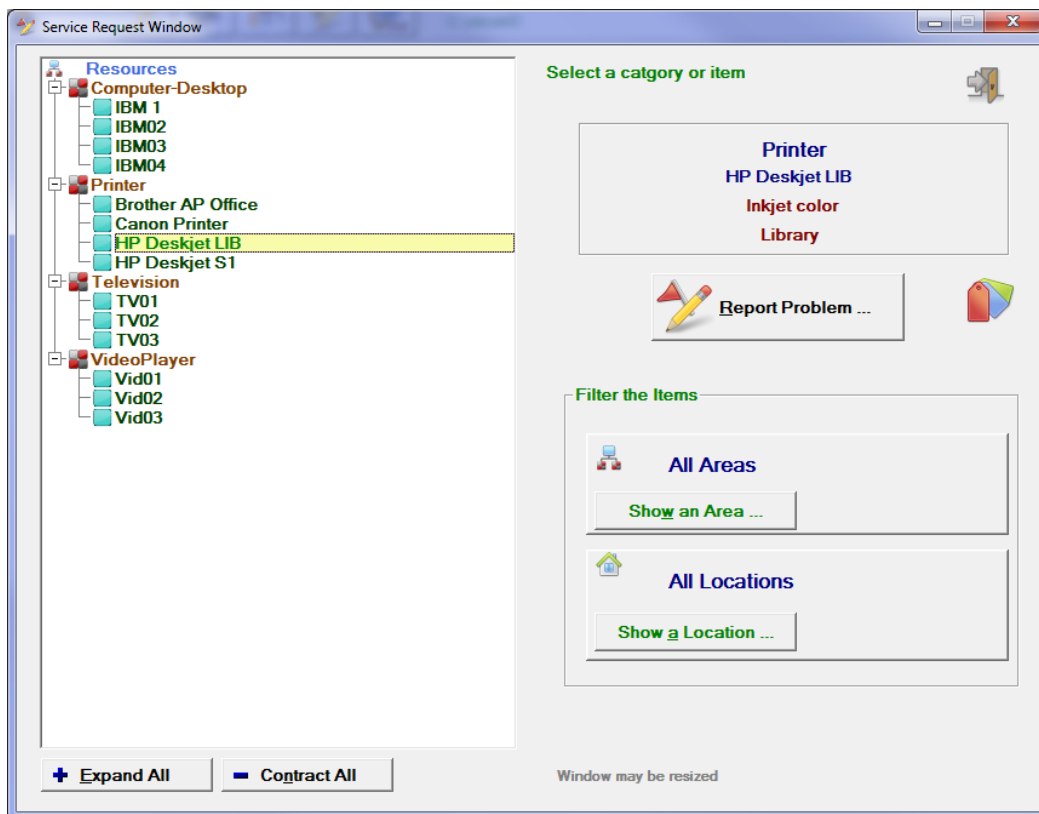 Service Request Window
Resources
Computer-Desktop
IBM 1
IBM02
IBM03
IBM04
Printer
Brother AP Office
Canon Printer
HP Deskjet LIB
HP Deskjet S1
Television
TV01
TV02
TV03
VideoPlayer
Vid01
Vid02
Vid03
Expand All
Contract All
Select a catgory or item
Printer
HP Deskjet LIB
Inkjet color
Library
Report Problem ...
Filter the Items
All Areas
Show an Area ...
All Locations
Show a Location ...
Window may be resized